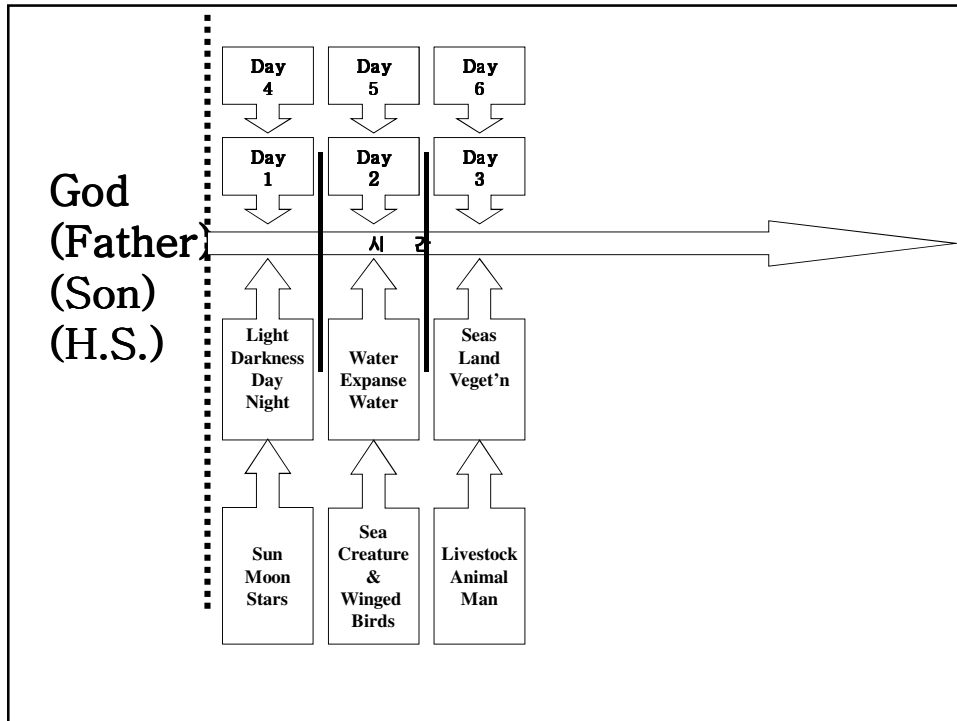 Day
4
Day
5
Day
6
Day
1
Day
2
Day
3
God
(Father)
(Son)
(H.S.)
시 간
Light
Darkness
Day
Night
Water
Expanse
Water
Seas
Land
Veget’n
Sun
Moon
Stars
Sea
Creature
&
Winged
Birds
Livestock
Animal
Man